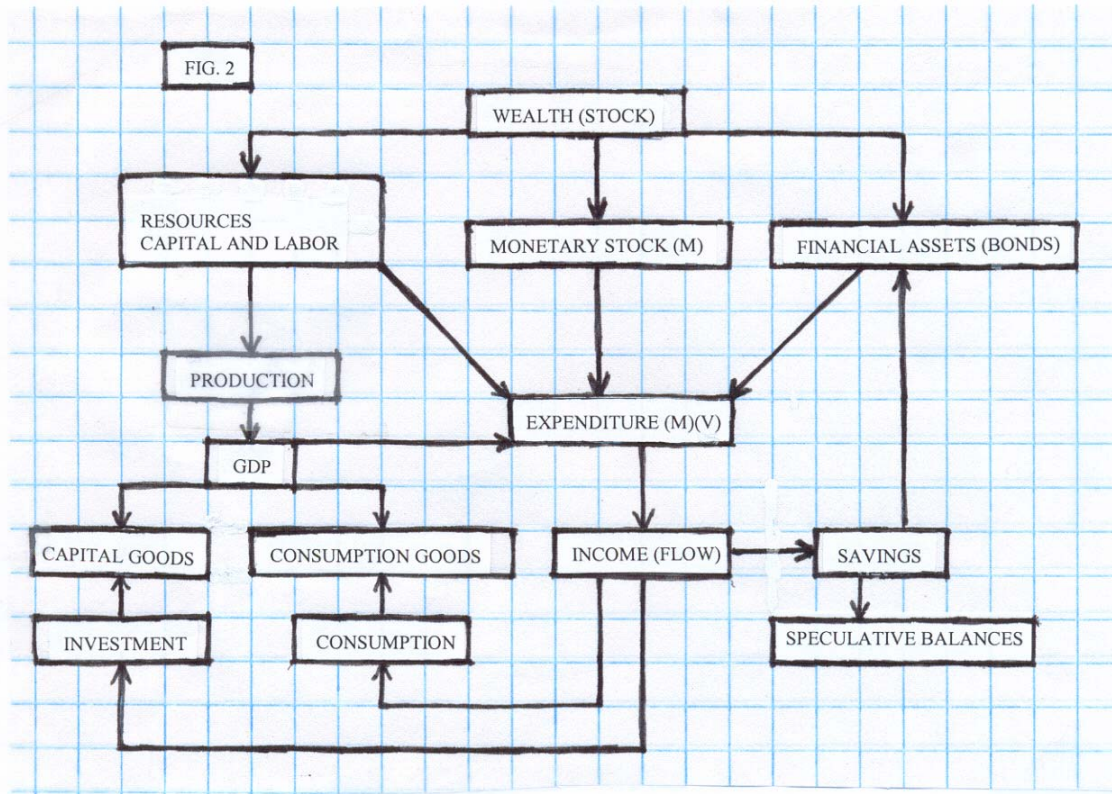 FIG. 2
WEALTH (STOCK)
RESOURCES
CAPITAL AND LABOR
MONETARY STOCK (M)
FINANCIAL ASSETS (BONDS)
PRODUCTION
EXPENDITURE (M)(V)
GDP
CAPITAL GOODS
CONSUMPTION GOODS
INCOME (FLOW)
SAVINGS
INVESTMENT
CONSUMPTION
SPECULATIVE BALANCES